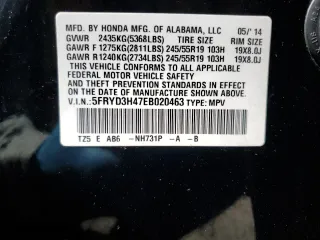 MFD. BY HONDA MFG. OF ALABAMA, LLC. 05/'14
GVWR 2435KG(5368LBS) TIRE SIZE RIM SIZE
GAWR F 1275KG(2811LBS) 245/55R19 103H 19X8.0J
GAWR R 1240KG(2734LBS) 245/55R19 103H 19X8.0J
THIS VEHICLE CONFORMS TO ALL APPLICABLE
FEDERAL MOTOR VEHICLE SAFETY
AND THEFT PREVENTION STANDARDS IN EFFECT
ON THE DATE OF MANUFACTURE SHOWN ABOVE.
V.I.N.: 5FRYD3H47EB020463 TYPE: MPV
TZ5 E AB6 -NH731P -A -B